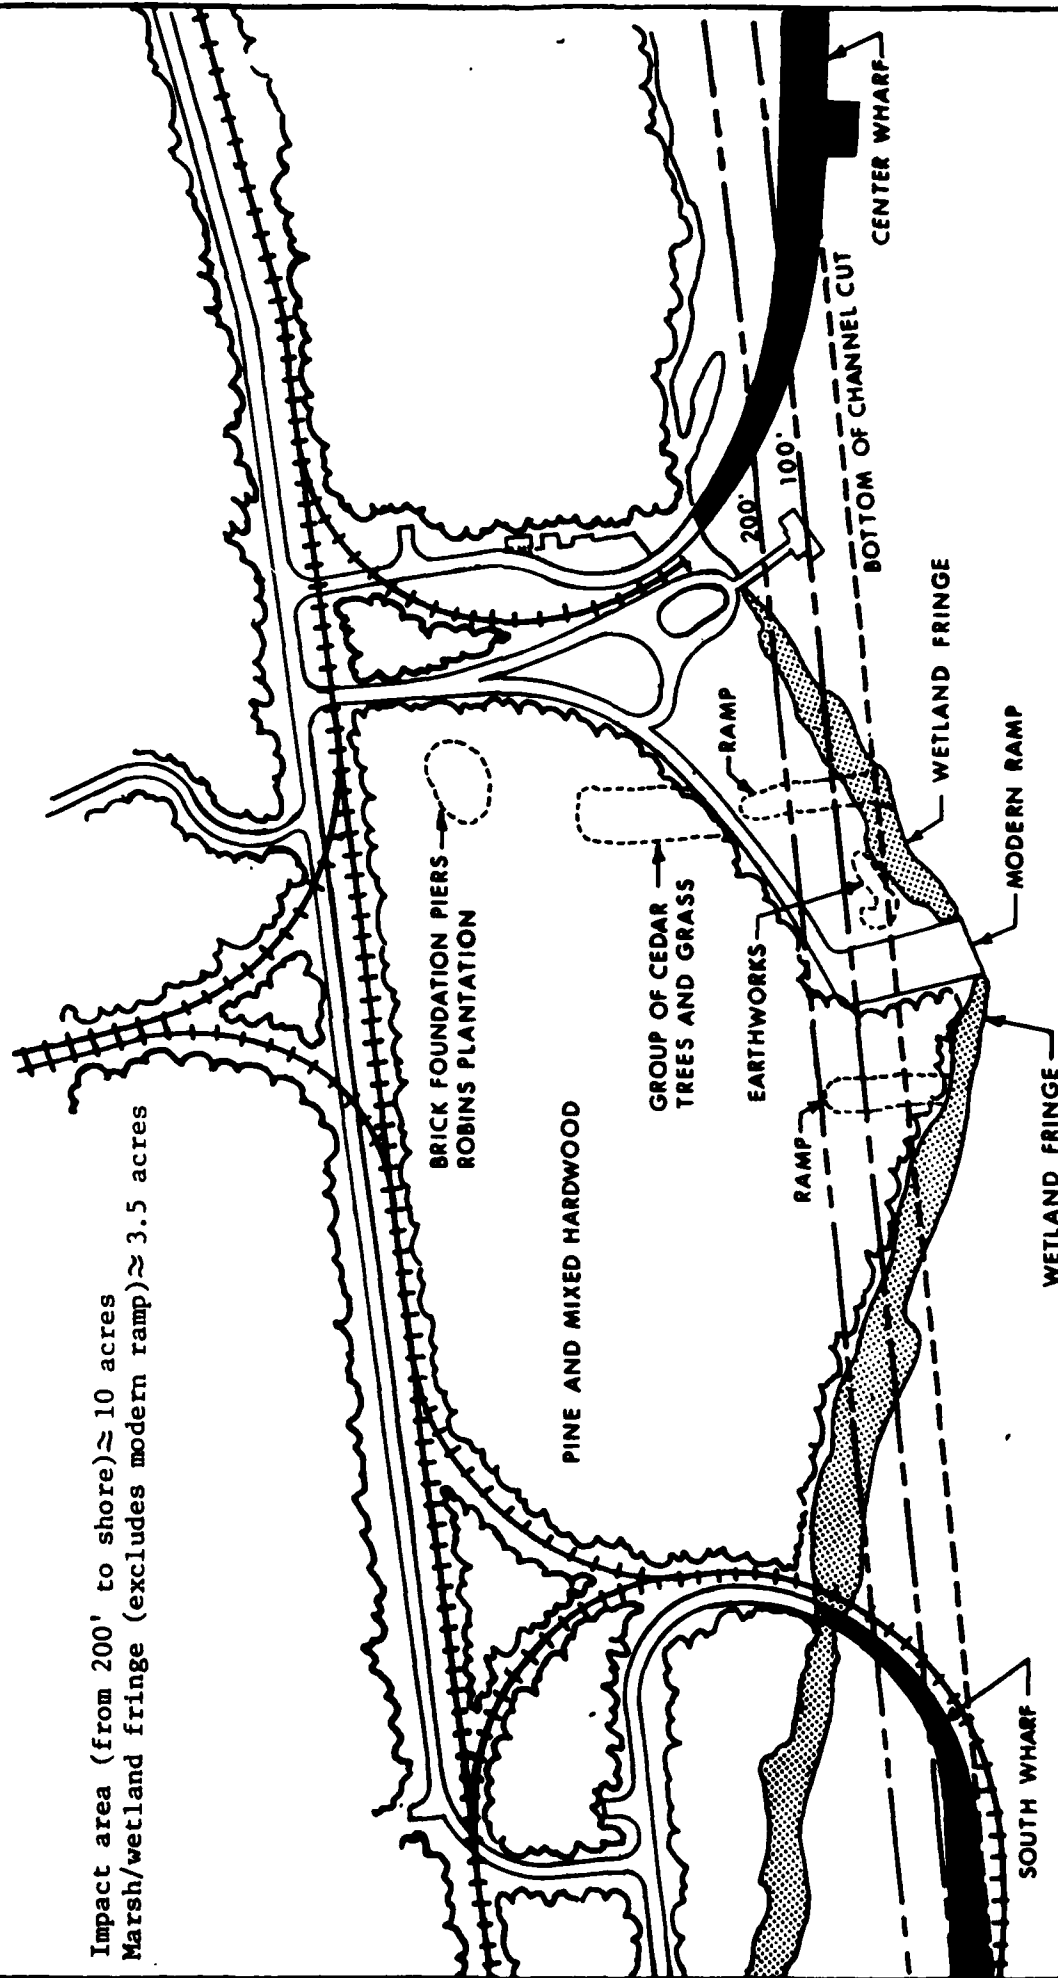 Impact area (from 200' to shore)≈ 10 acres
Marsh/wetland fringe (excludes modern ramp)≈ 3.5 acres
BRICK FOUNDATION PIERS
ROBINS PLANTATION
PINE AND MIXED HARDWOOD
GROUP OF CEDAR
TREES AND GRASS
RAMP
EARTHWORKS
RAMP
200'
100'
BOTTOM OF CHANNEL CUT
CENTER WHARF
WETLAND FRINGE
MODERN RAMP
WETLAND FRINGE
SOUTH WHARF